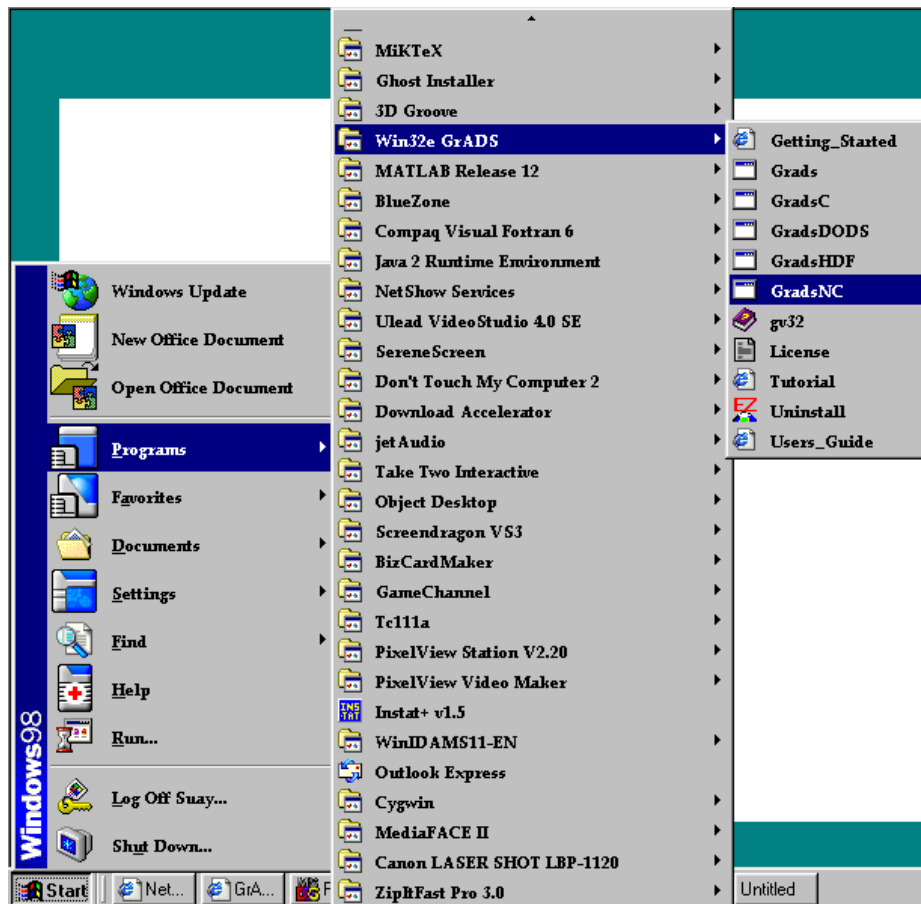 MiKTeX
Ghost Installer
3D Groove
Win32e GrADS
MATLAB Release 12
BlueZone
Compaq Visual Fortran 6
Java 2 Runtime Environment
NetShow Services
Ulead VideoStudio 4.0 SE
SereneScreen
Don't Touch My Computer 2
Download Accelerator
jetAudio
Take Two Interactive
Object Desktop
Screendragon VS3
BizCardMaker
GameChannel
Tc111a
PixelView Station V2.20
PixelView Video Maker
INS TAT Instat+ v1.5
WinIDAMS11-EN
Outlook Express
Cygwin
MediaFACE II
Canon LASER SHOT LBP-1120
ZipItFast Pro 3.0
Getting_Started
Grads
GradsC
GradsDODS
GradsHDF
GradsNC
gv32
License
Tutorial
EZ Uninstall
Users_Guide
Windows Update
New Office Document
Open Office Document
Programs
Favorites
Documents
Settings
Find
Help
Run...
Log Off Suay...
Shut Down...
Windows98
Start
Net...
GrA...
F
Untitled